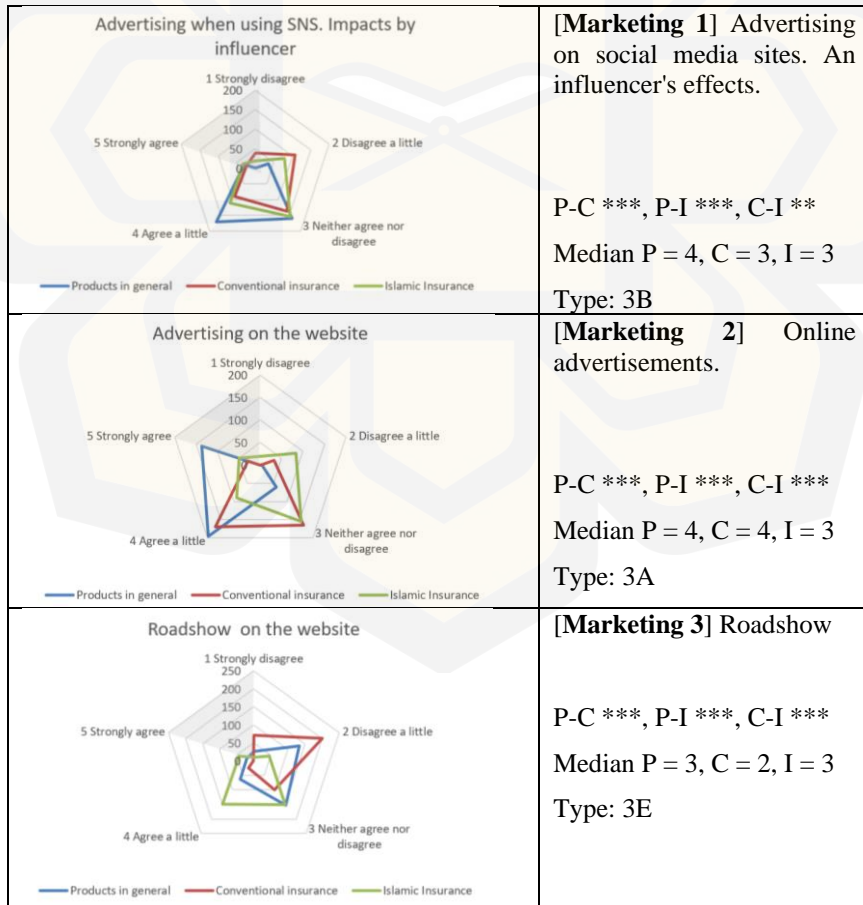 Advertising when using SNS. Impacts by
influencer
1 Strongly disagree
200
150
100
50
0
5 Strongly agree
2 Disagree a little
4 Agree a little
3 Neither agree nor
disagree
Products in general
Conventional insurance
Islamic Insurance
[Marketing 1] Advertising
on social media sites. An
influencer's effects.
P-C ***, P-I ***, C-I **
Median P = 4, C = 3, I = 3
Type: 3B
Advertising on the website
1 Strongly disagree
200
150
100
50
0
5 Strongly agree
2 Disagree a little
4 Agree a little
3 Neither agree nor
disagree
Products in general
Conventional insurance
Islamic Insurance
[Marketing 2] Online
advertisements.
P-C ***, P-I ***, C-I ***
Median P = 4, C = 4, I = 3
Type: 3A
Roadshow on the website
1 Strongly disagree
250
200
150
100
50
0
5 Strongly agree
2 Disagree a little
4 Agree a little
3 Neither agree nor
disagree
Products in general
Conventional insurance
Islamic Insurance
[Marketing 3] Roadshow
P-C ***, P-I ***, C-I ***
Median P = 3, C = 2, I = 3
Type: 3E